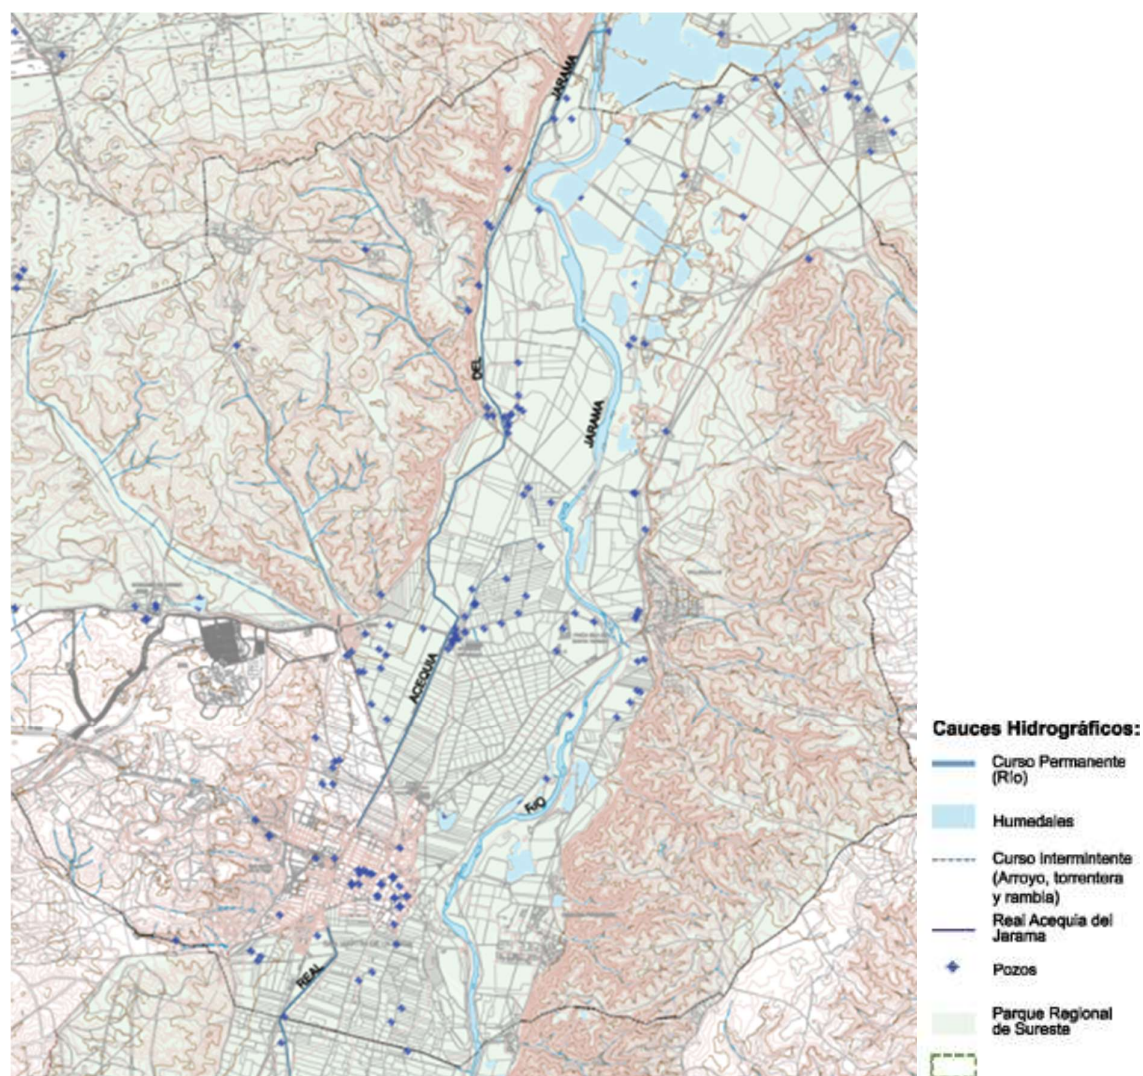 JARAMA
DEL
JARAMA
ACEQUIA
RIO
REAL
Cauces Hidrográficos:
Curso Permanente
(Río)
Humedales
Curso Intermintente
(Arroyo, torrentera
y rambla)
Real Acequia del
Jarama
Pozos
Parque Regional
de Sureste